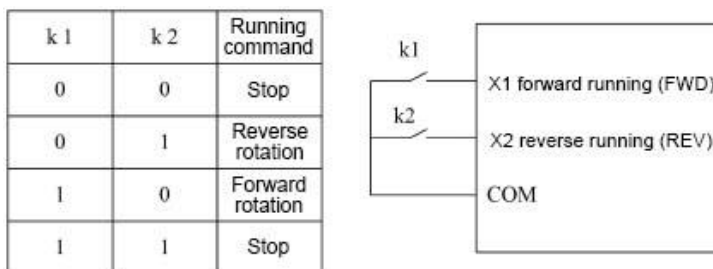 k 1 k 2 Running command
0 0 Stop
0 1 Reverse rotation
1 0 Forward rotation
1 1 Stop
k1
X1 forward running (FWD)
k2
X2 reverse running (REV)
COM